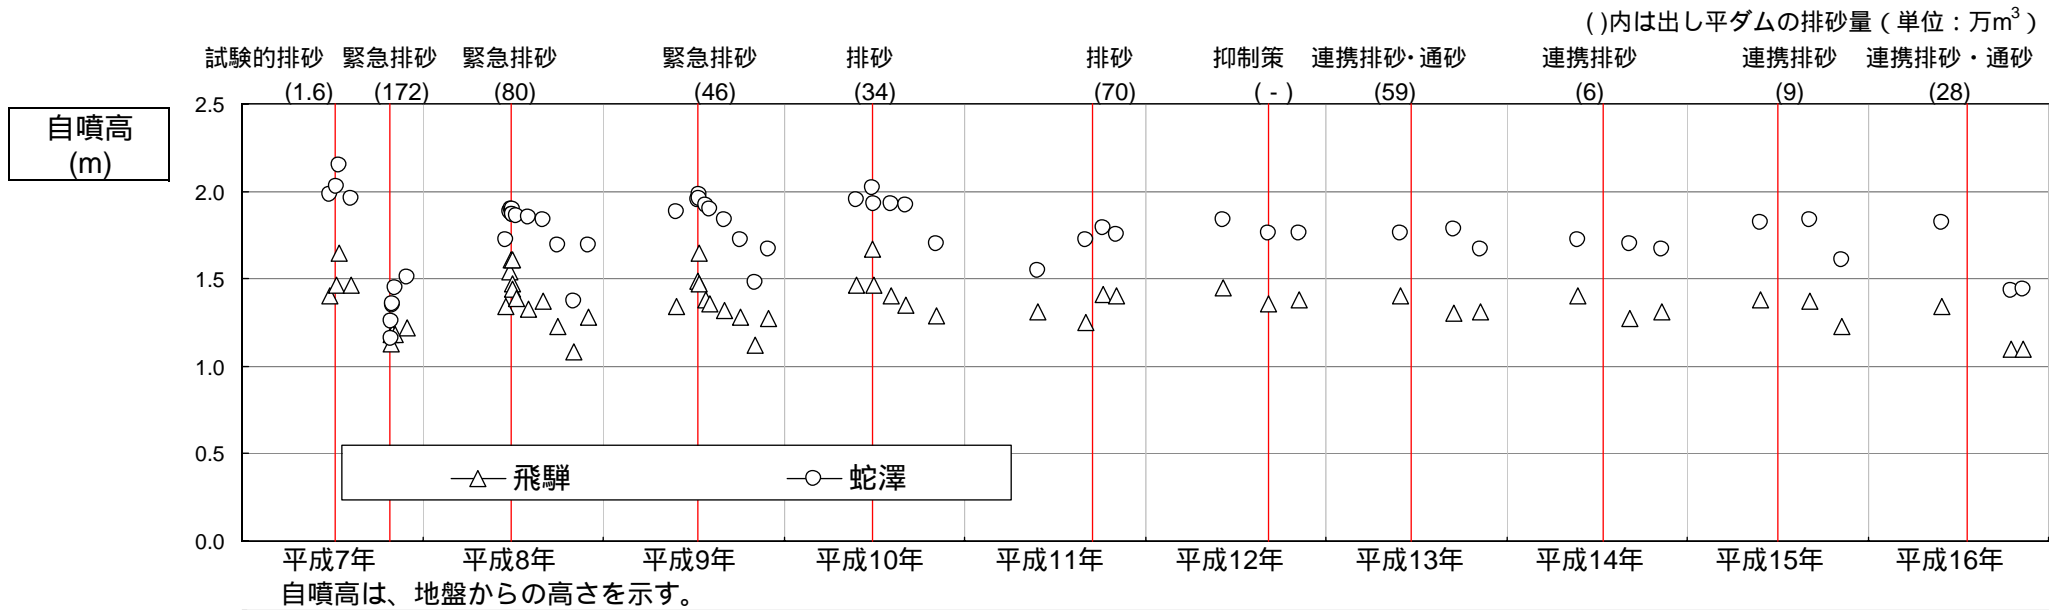 ( )内は出し平ダムの排砂量（単位：万m³）
試験的排砂 緊急排砂 緊急排砂 緊急排砂 排砂 排砂 抑制策 連携排砂・通砂 連携排砂 連携排砂 連携排砂・通砂
(1.6) (172) (80) (46) (34) (70) ( - ) (59) (6) (9) (28)
自噴高
(m)
2.5
2.0
1.5
1.0
0.5
0.0
飛騨 蛇澤
平成7年 平成8年 平成9年 平成10年 平成11年 平成12年 平成13年 平成14年 平成15年 平成16年
自噴高は、地盤からの高さを示す。